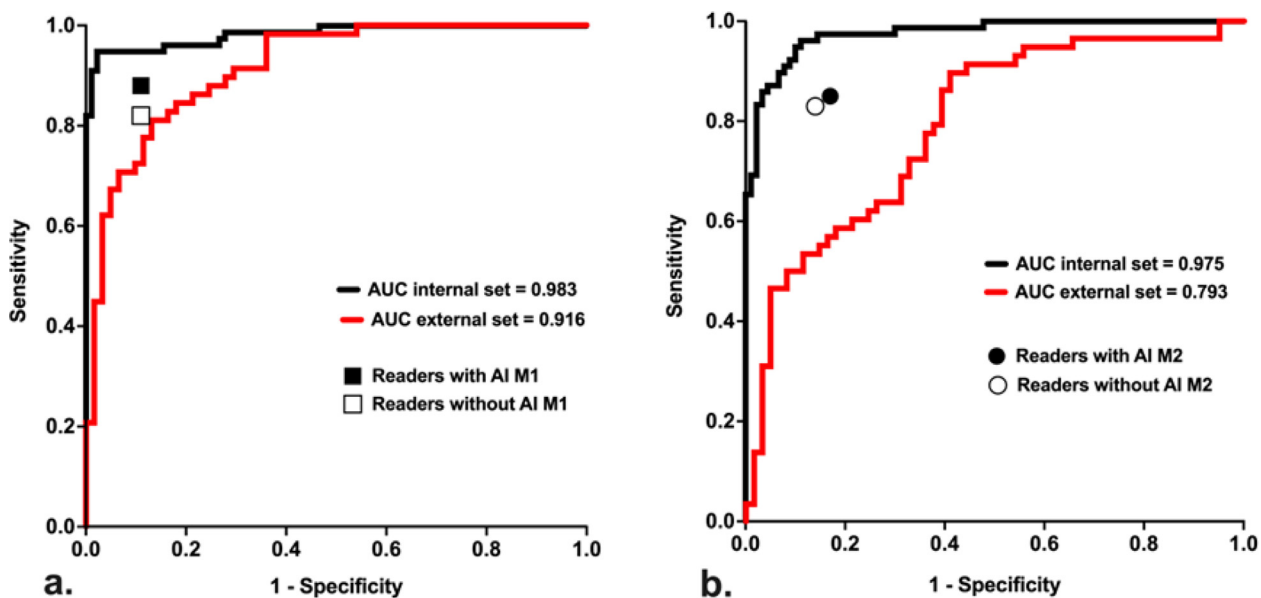 1.0
0.8
0.6
0.4
0.2
0.0
Sensitivity
AUC internal set = 0.983
AUC external set = 0.916
Readers with AI M1
Readers without AI M1
0.0 0.2 0.4 0.6 0.8 1.0
1 - Specificity
a.
1.0
0.8
0.6
0.4
0.2
0.0
Sensitivity
AUC internal set = 0.975
AUC external set = 0.793
Readers with AI M2
Readers without AI M2
0.0 0.2 0.4 0.6 0.8 1.0
1 - Specificity
b.